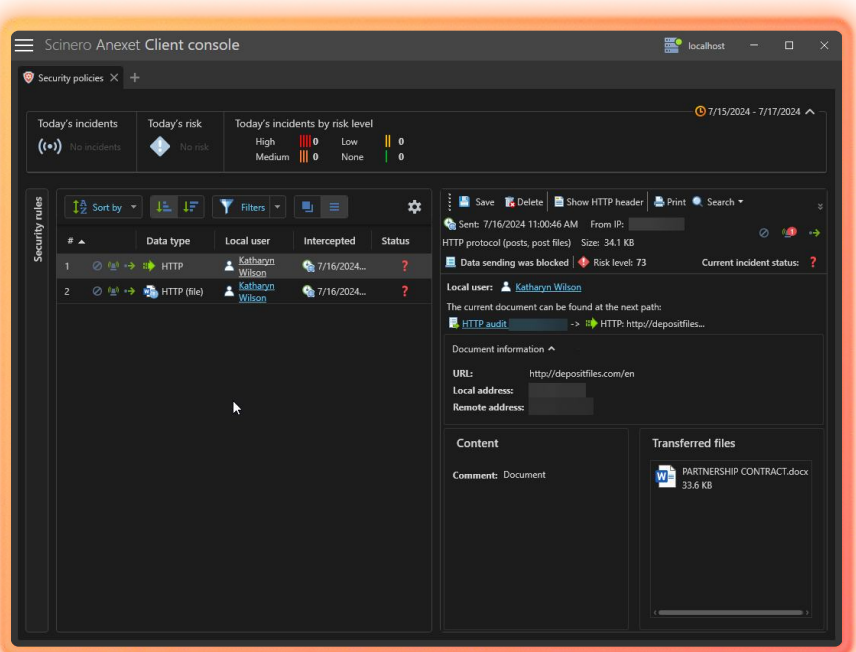 Scinero Anexet Client console
localhost
Security policies
7/15/2024 - 7/17/2024
Today's incidents
No incidents
Today's risk
No risk
Today's incidents by risk level
High 0 Low 0
Medium 0 None 0
Security rules
Sort by
Filters
# Data type Local user Intercepted Status
1 HTTP Katharyn Wilson 7/16/2024... ?
2 HTTP (file) Katharyn Wilson 7/16/2024... ?
Save Delete Show HTTP header Print Search
Sent: 7/16/2024 11:00:46 AM From IP:
HTTP protocol (posts, post files) Size: 34.1 KB
Data sending was blocked Risk level: 73 Current incident status: ?
Local user: Katharyn Wilson
The current document can be found at the next path:
HTTP audit -> HTTP: http://depositfiles...
Document information
URL: http://depositfiles.com/en
Local address:
Remote address:
Content
Comment: Document
Transferred files
PARTNERSHIP CONTRACT.docx
33.6 KB